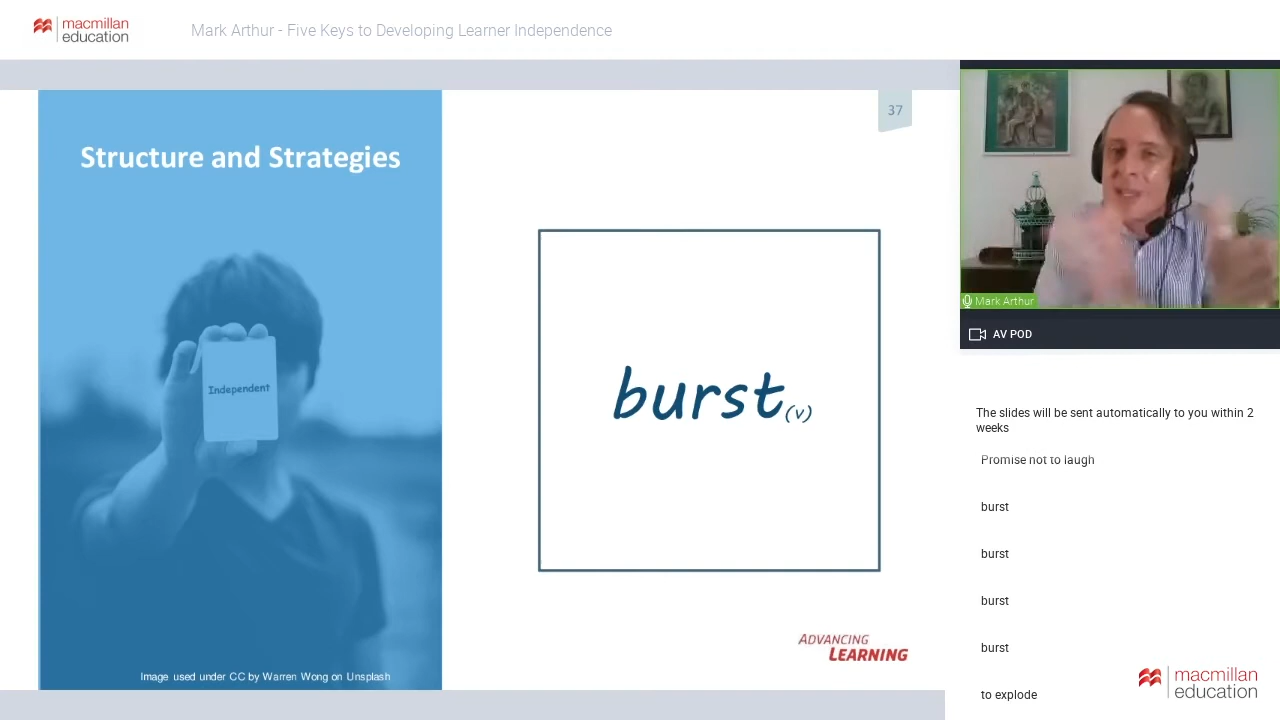 macmillan
education
Mark Arthur - Five Keys to Developing Learner Independence
37
Structure and Strategies
Independent
burst (v)
ADVANCING
LEARNING
Image used under CC by Warren Wong on Unsplash
Mark Arthur
AV POD
The slides will be sent automatically to you within 2
weeks
Promise not to laugh
burst
burst
burst
burst
to explode
macmillan
education